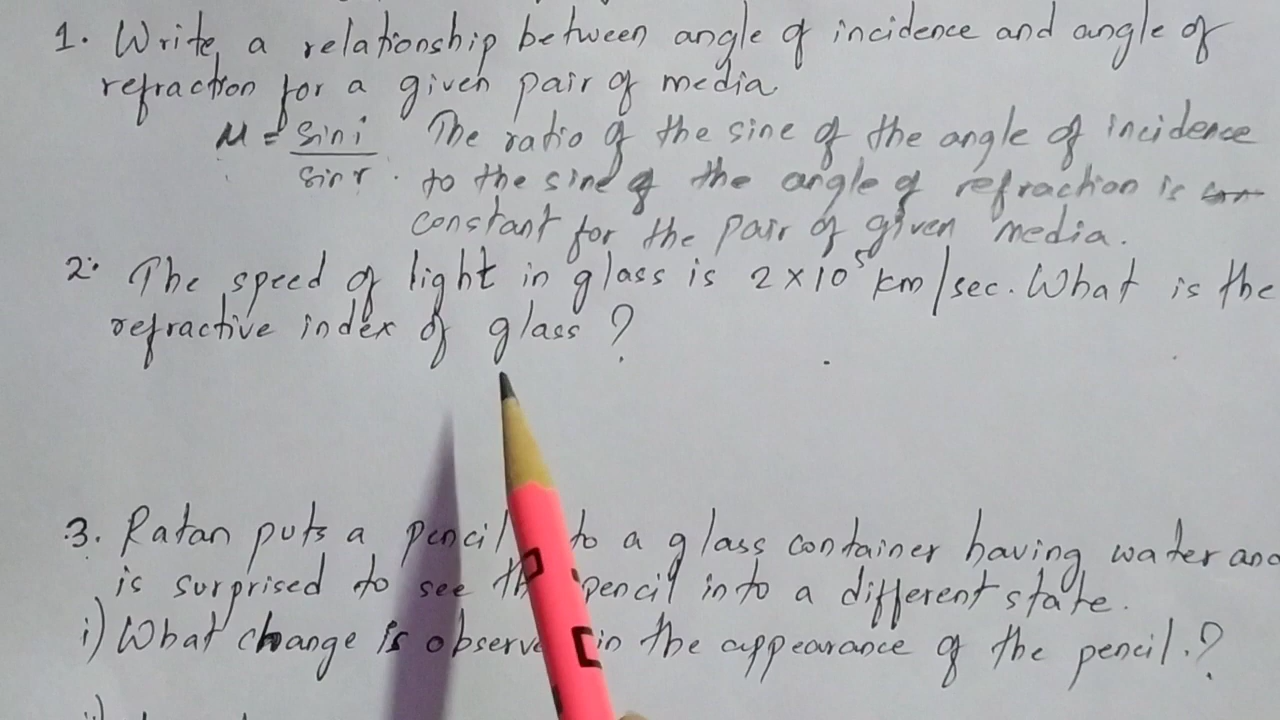 1. Write a relationship between angle of incidence and angle of
refraction for a given pair of media.
μ = sin i / sin r . The ratio of the sine of the angle of incidence
to the sine of the angle of refraction is
constant for the pair of given media.
2. The speed of light in glass is 2 × 10⁵ km/sec. What is the
refractive index of glass ?
3. Ratan puts a pencil to a glass container having water and
is surprised to see pencil into a different state.
i) What change is in the appearance of the pencil.?